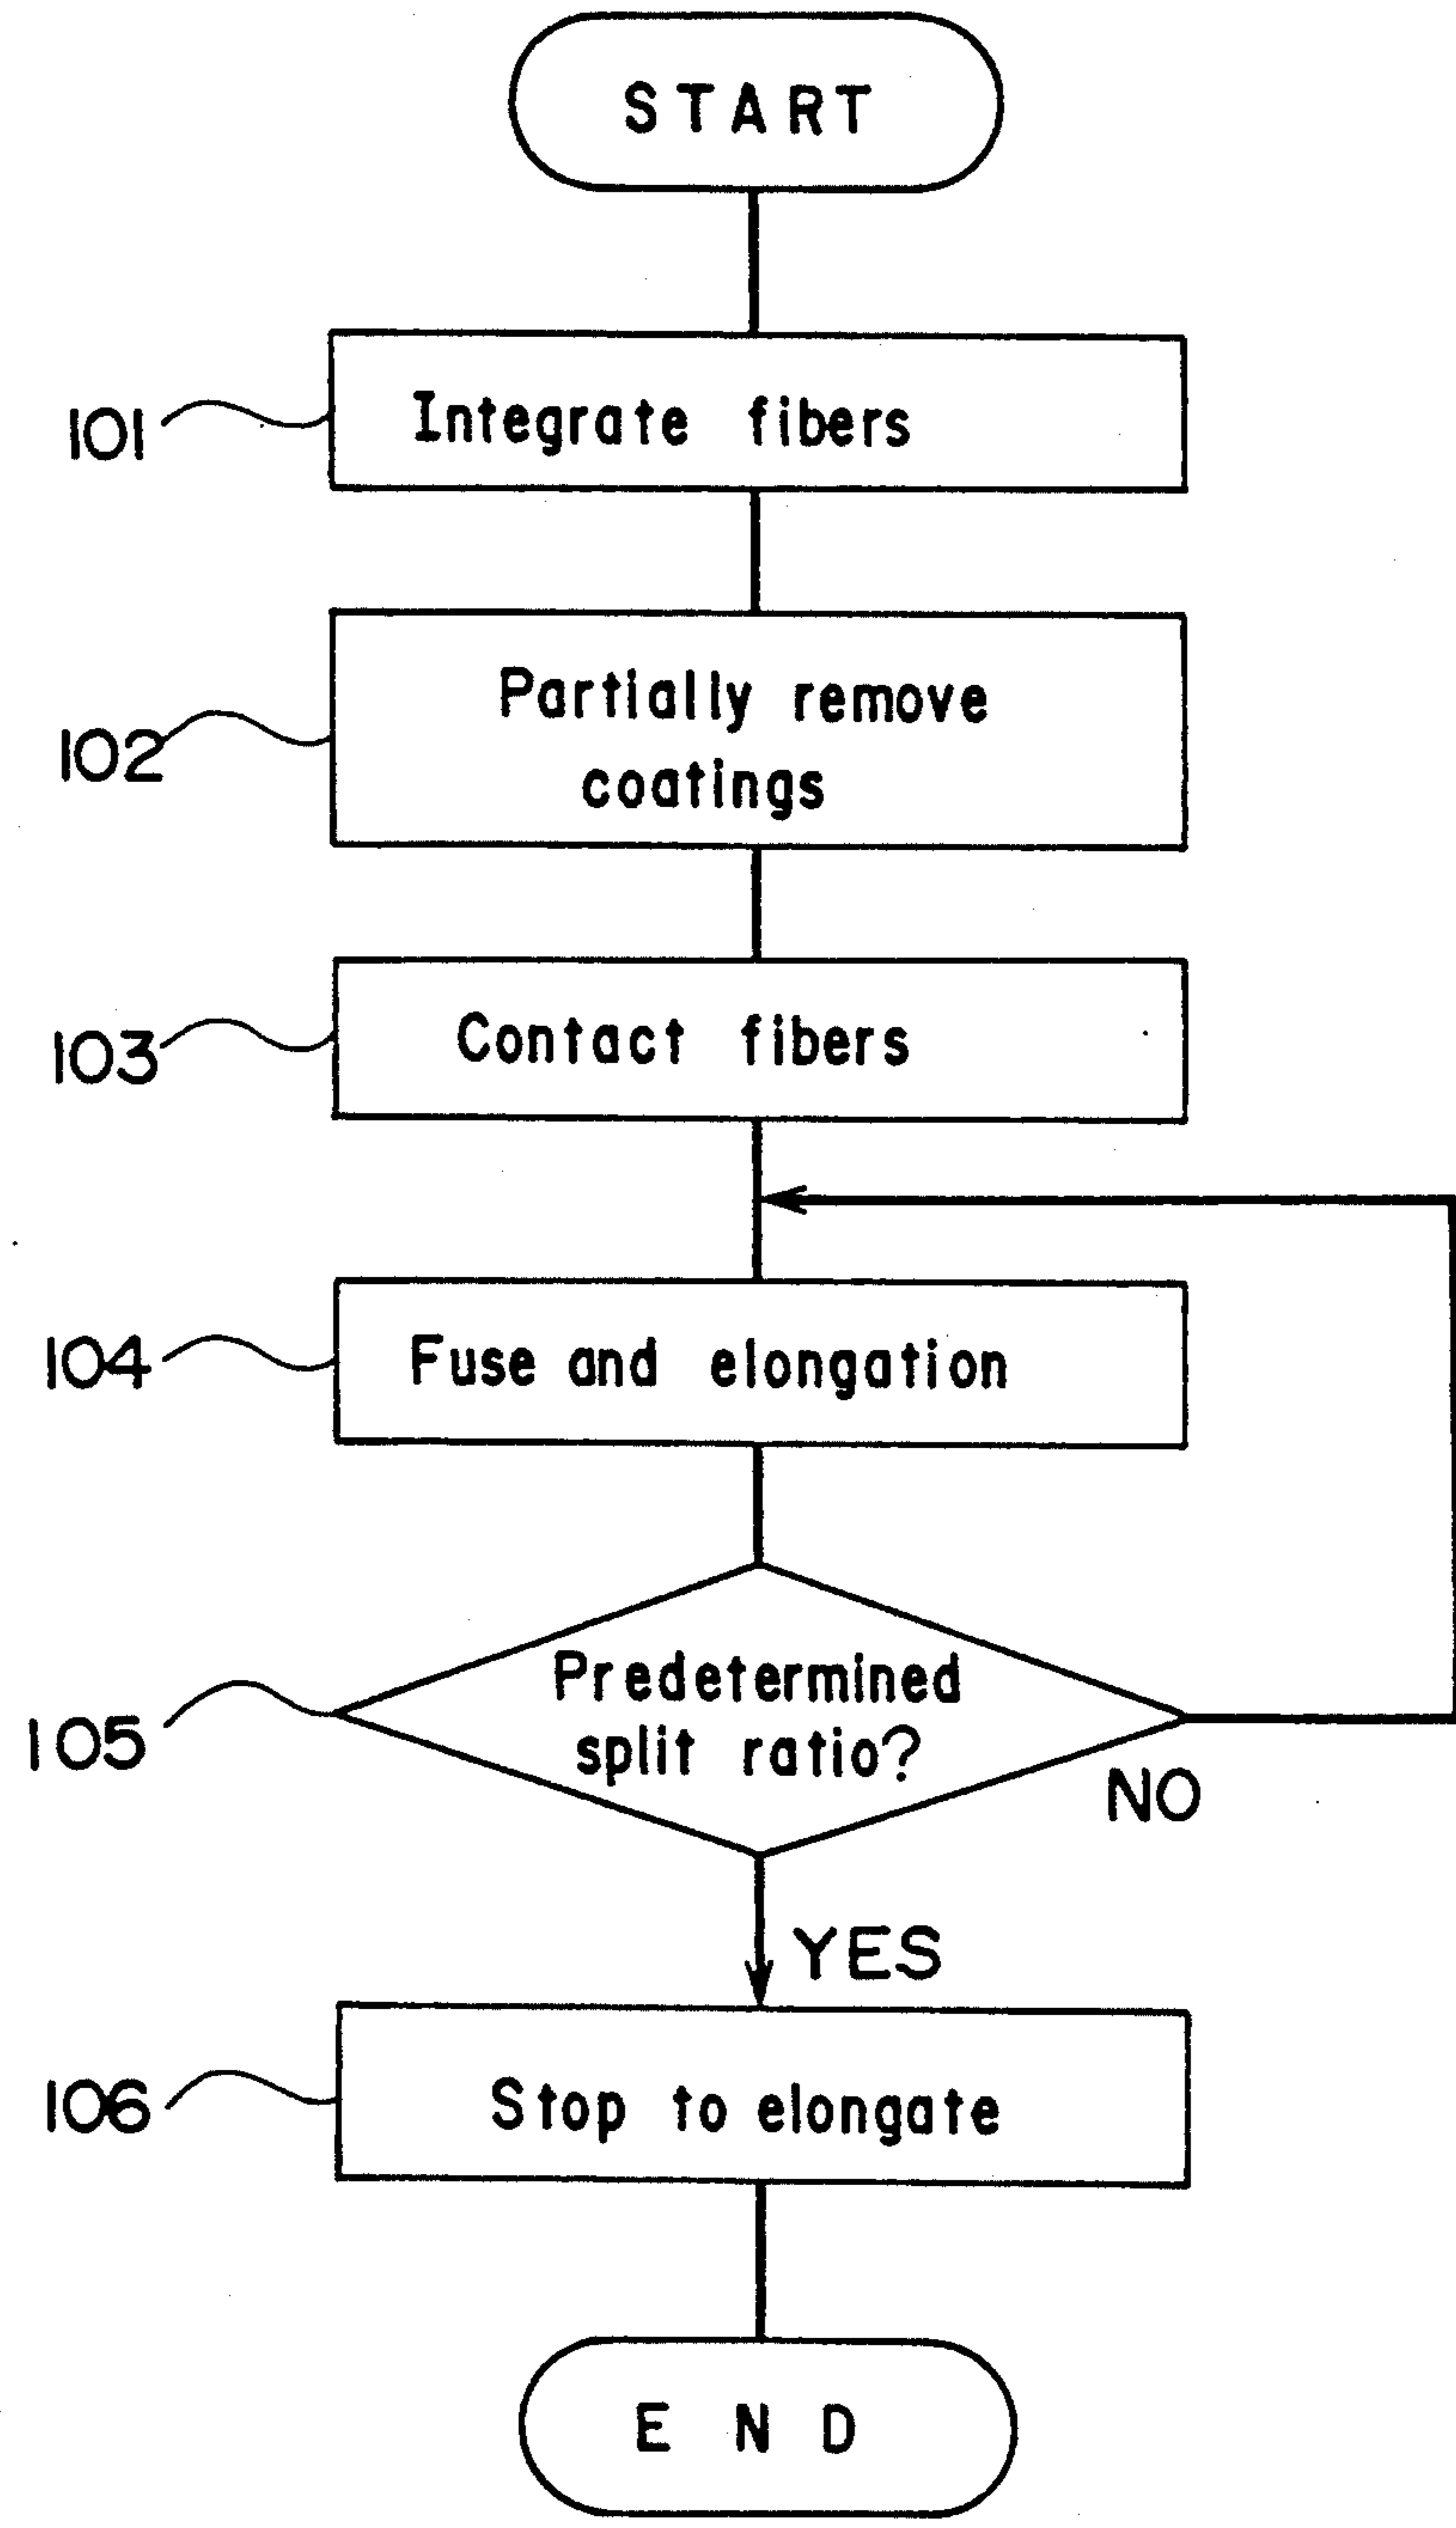 START
101
Integrate fibers
102
Partially remove
coatings
103
Contact fibers
104
Fuse and elongation
105
Predetermined
split ratio?
NO
YES
106
Stop to elongate
END